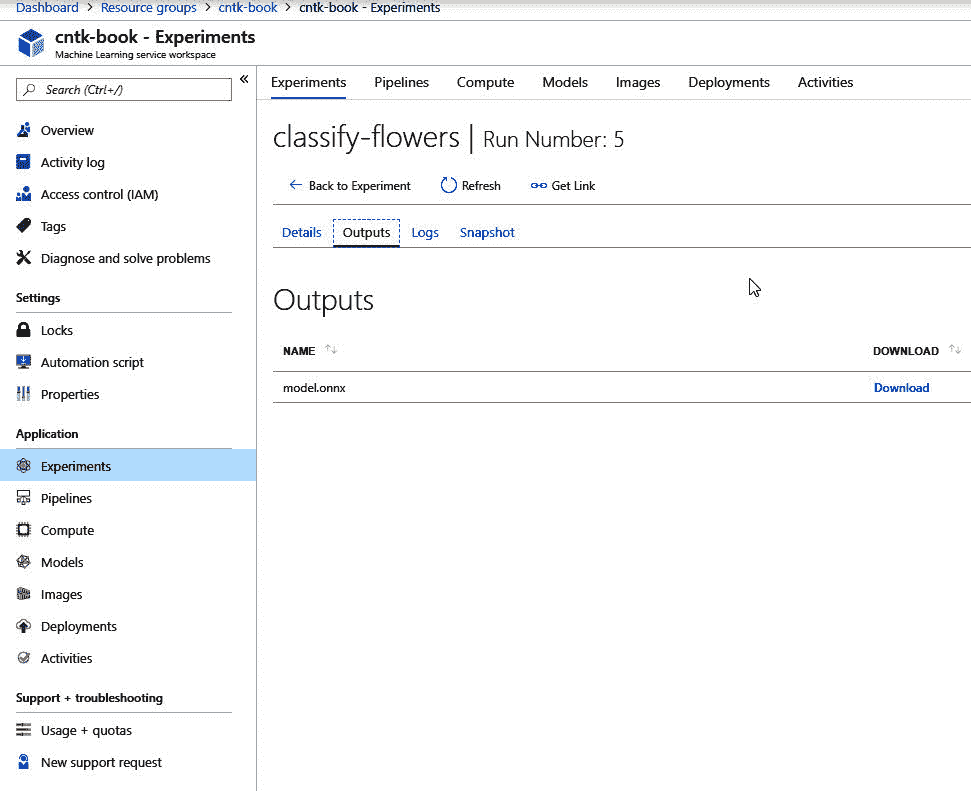 Dashboard > Resource groups > cntk-book > cntk-book - Experiments
cntk-book - Experiments
Machine Learning service workspace
Search (Ctrl+/)
«
Overview
Activity log
Access control (IAM)
Tags
Diagnose and solve problems
Settings
Locks
Automation script
Properties
Application
Experiments
Pipelines
Compute
Models
Images
Deployments
Activities
Support + troubleshooting
Usage + quotas
New support request
Experiments Pipelines Compute Models Images Deployments Activities
classify-flowers | Run Number: 5
Back to Experiment Refresh Get Link
Details Outputs Logs Snapshot
Outputs
NAME DOWNLOAD
model.onnx Download